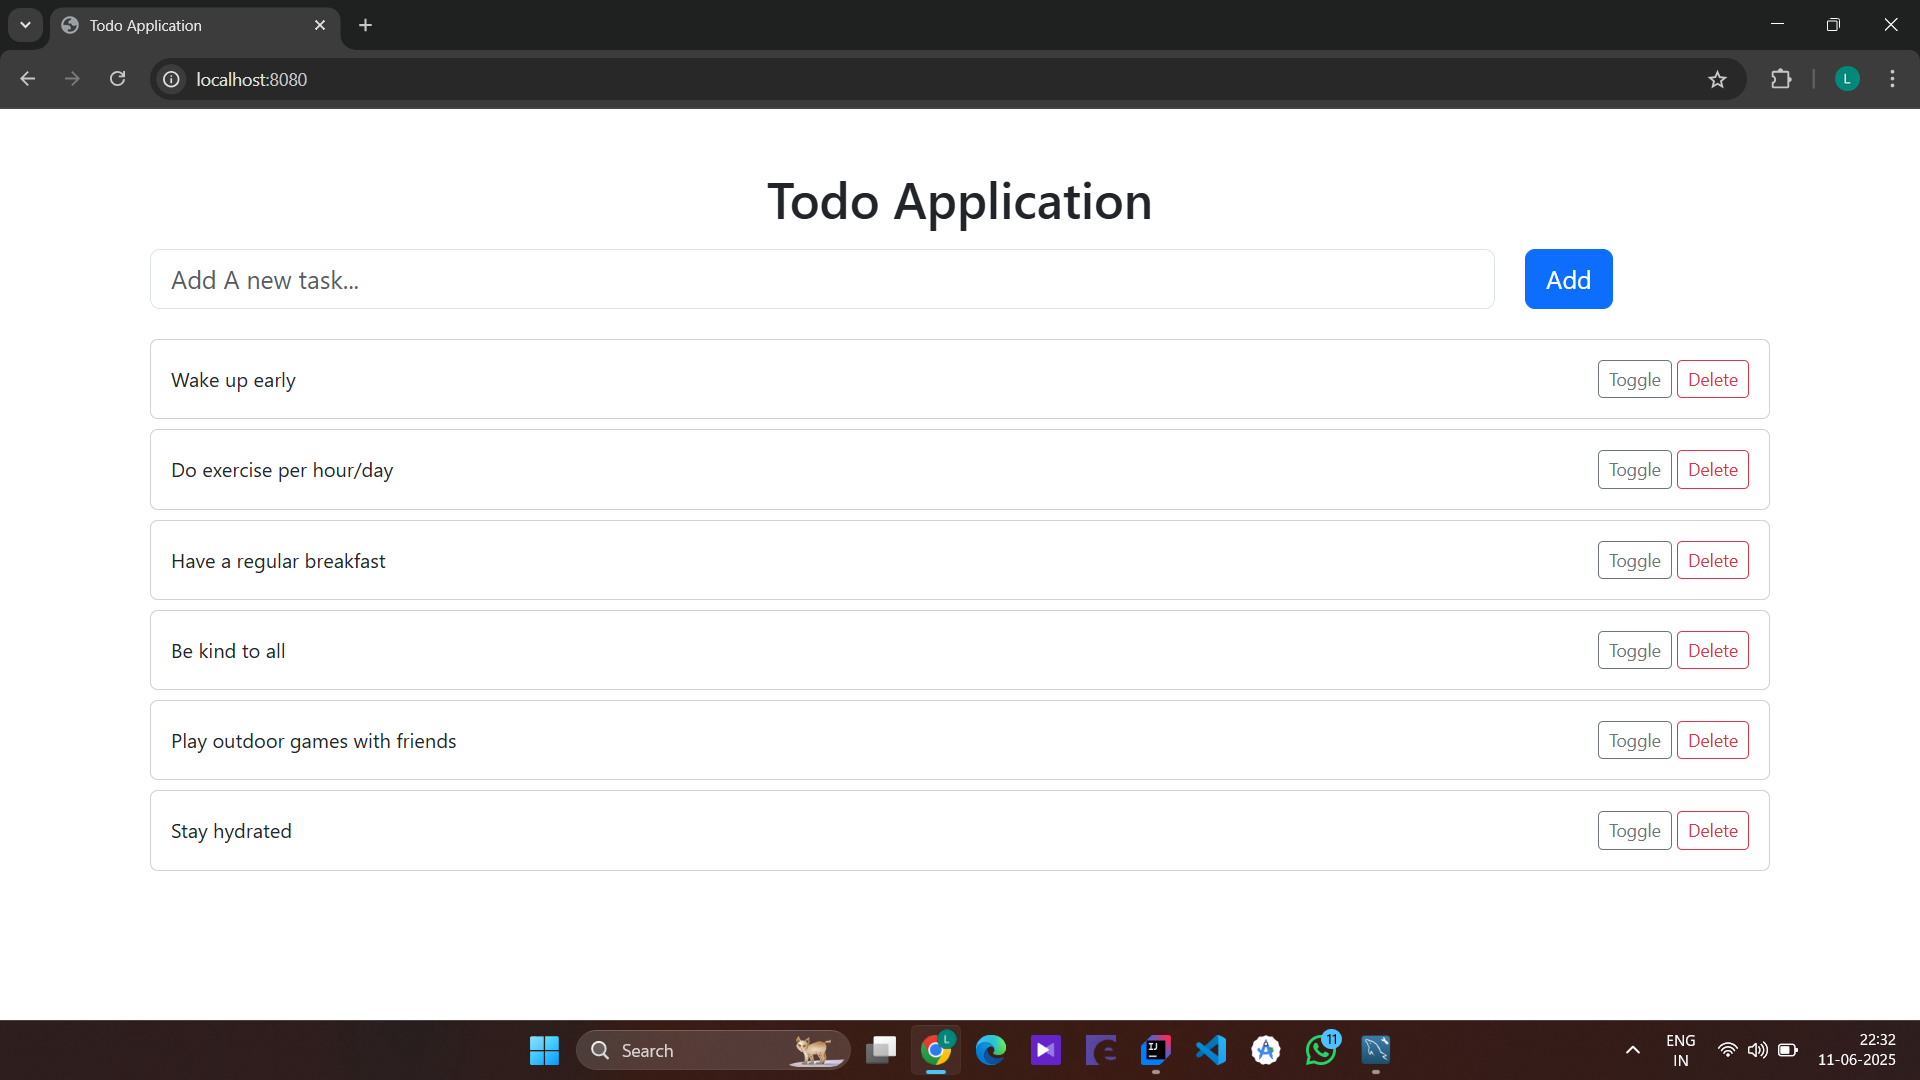 Todo Application
localhost:8080
L
Todo Application
Add A new task...
Add
Wake up early
Toggle
Delete
Do exercise per hour/day
Toggle
Delete
Have a regular breakfast
Toggle
Delete
Be kind to all
Toggle
Delete
Play outdoor games with friends
Toggle
Delete
Stay hydrated
Toggle
Delete
Search
L
IJ
11
ENG
IN
22:32
11-06-2025